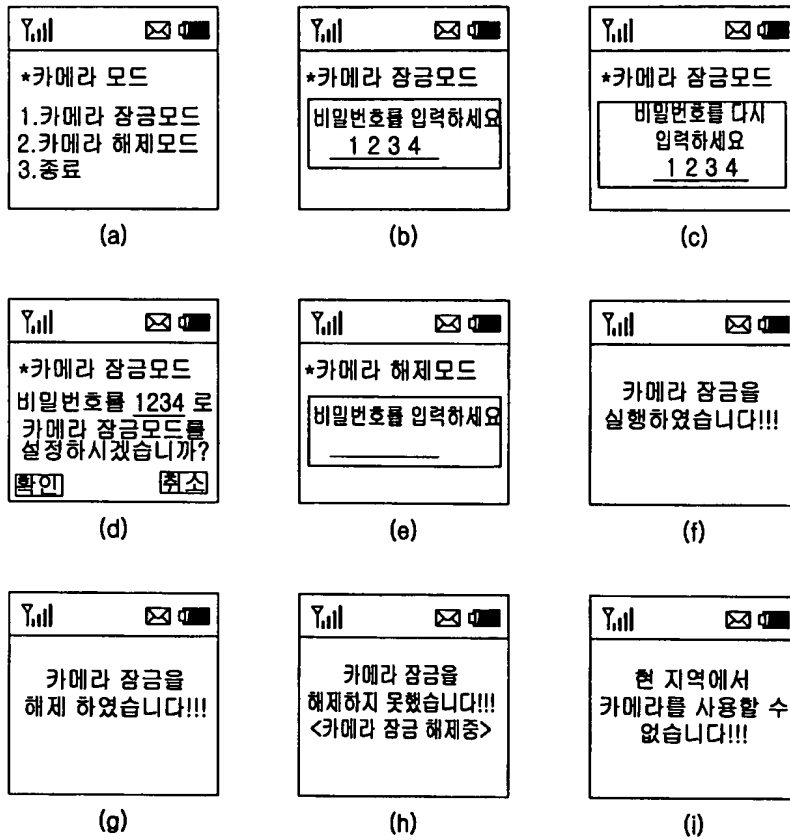 *카메라 모드
1.카메라 잠금모드
2.카메라 해제모드
3.종료
(a)
*카메라 잠금모드
비밀번호를 입력하세요
1 2 3 4
(b)
*카메라 잠금모드
비밀번호를 다시
입력하세요
1 2 3 4
(c)
*카메라 잠금모드
비밀번호를 1234 로
카메라 잠금모드를
설정하시겠습니까?
확인 취소
(d)
*카메라 해제모드
비밀번호를 입력하세요
(e)
카메라 잠금을
실행하였습니다!!!
(f)
카메라 잠금을
해제 하였습니다!!!
(g)
카메라 잠금을
해제하지 못했습니다!!!
<카메라 잠금 해제중>
(h)
현 지역에서
카메라를 사용할 수
없습니다!!!
(i)